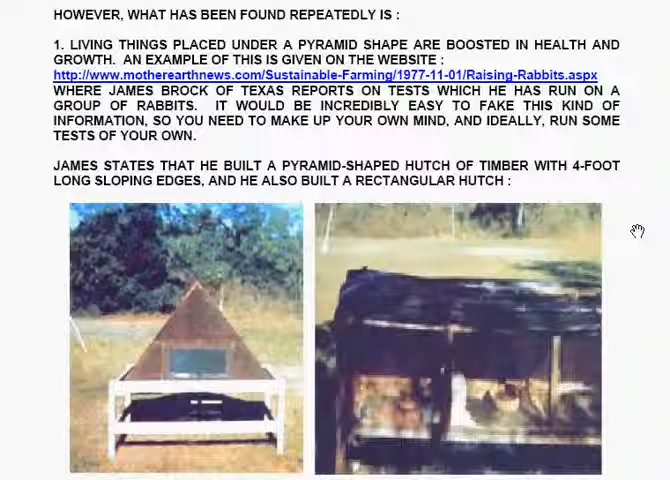 HOWEVER, WHAT HAS BEEN FOUND REPEATEDLY IS :
1. LIVING THINGS PLACED UNDER A PYRAMID SHAPE ARE BOOSTED IN HEALTH AND
GROWTH. AN EXAMPLE OF THIS IS GIVEN ON THE WEBSITE :
http://www.motherearthnews.com/Sustainable-Farming/1977-11-01/Raising-Rabbits.aspx
WHERE JAMES BROCK OF TEXAS REPORTS ON TESTS WHICH HE HAS RUN ON A
GROUP OF RABBITS. IT WOULD BE INCREDIBLY EASY TO FAKE THIS KIND OF
INFORMATION, SO YOU NEED TO MAKE UP YOUR OWN MIND, AND IDEALLY, RUN SOME
TESTS OF YOUR OWN.
JAMES STATES THAT HE BUILT A PYRAMID-SHAPED HUTCH OF TIMBER WITH 4-FOOT
LONG SLOPING EDGES, AND HE ALSO BUILT A RECTANGULAR HUTCH :